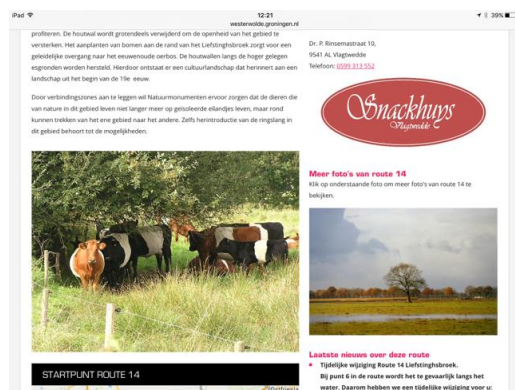 iPad
12:21
39%
westerwolde.groningen.nl
profiteren. De houtwal wordt grotendeels verwijderd om de openheid van het gebied te
versterken. Het aanplanten van bomen aan de rand van het Liefstinghsbroek zorgt voor een
geleidelijke overgang naar het eeuwenoude oerbos. De houtwallen langs de hoger gelegen
esgronden worden hersteld. Hierdoor ontstaat er een cultuurlandschap dat herinnert aan een
landschap uit het begin van de 19e eeuw.
Door verbindingszones aan te leggen wil Natuurmonumenten ervoor zorgen dat de dieren die
van nature in dit gebied leven niet langer meer op geïsoleerde eilandjes leven, maar rond
kunnen trekken van het ene gebied naar het andere. Zelfs herintroductie van de ringslang in
dit gebied behoort tot de mogelijkheden.
STARTPUNT ROUTE 14
Dr. P. Rinsemastraat 10,
9541 AL Vlagtwedde
Telefoon: 0599 313 552
Snackhuys
Vlagtwedde
Meer foto's van route 14
Klik op onderstaande foto om meer foto's van route 14 te
bekijken.
Laatste nieuws over deze route
Tijdelijke wijziging Route 14 Liefstinghsbroek.
Bij punt 6 in de route wordt het te gevaarlijk langs het
water. Daarom hebben we een tijdelijke wijziging voor u: